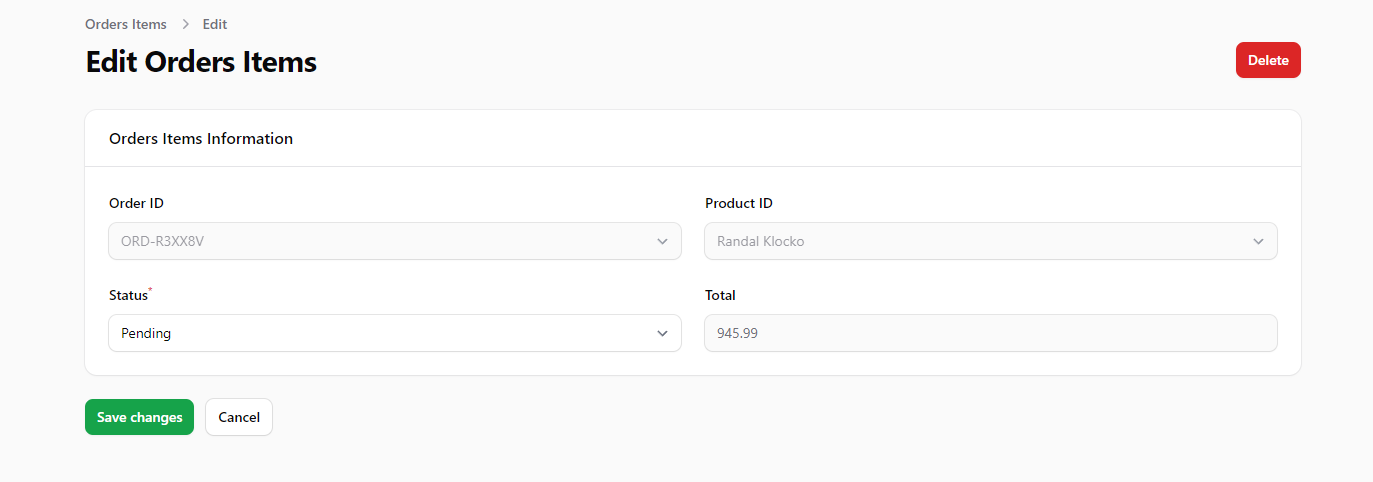 Orders Items > Edit
Edit Orders Items
Delete
Orders Items Information
Order ID
Product ID
ORD-R3XX8V
Randal Klocko
Status*
Total
Pending
945.99
Save changes
Cancel